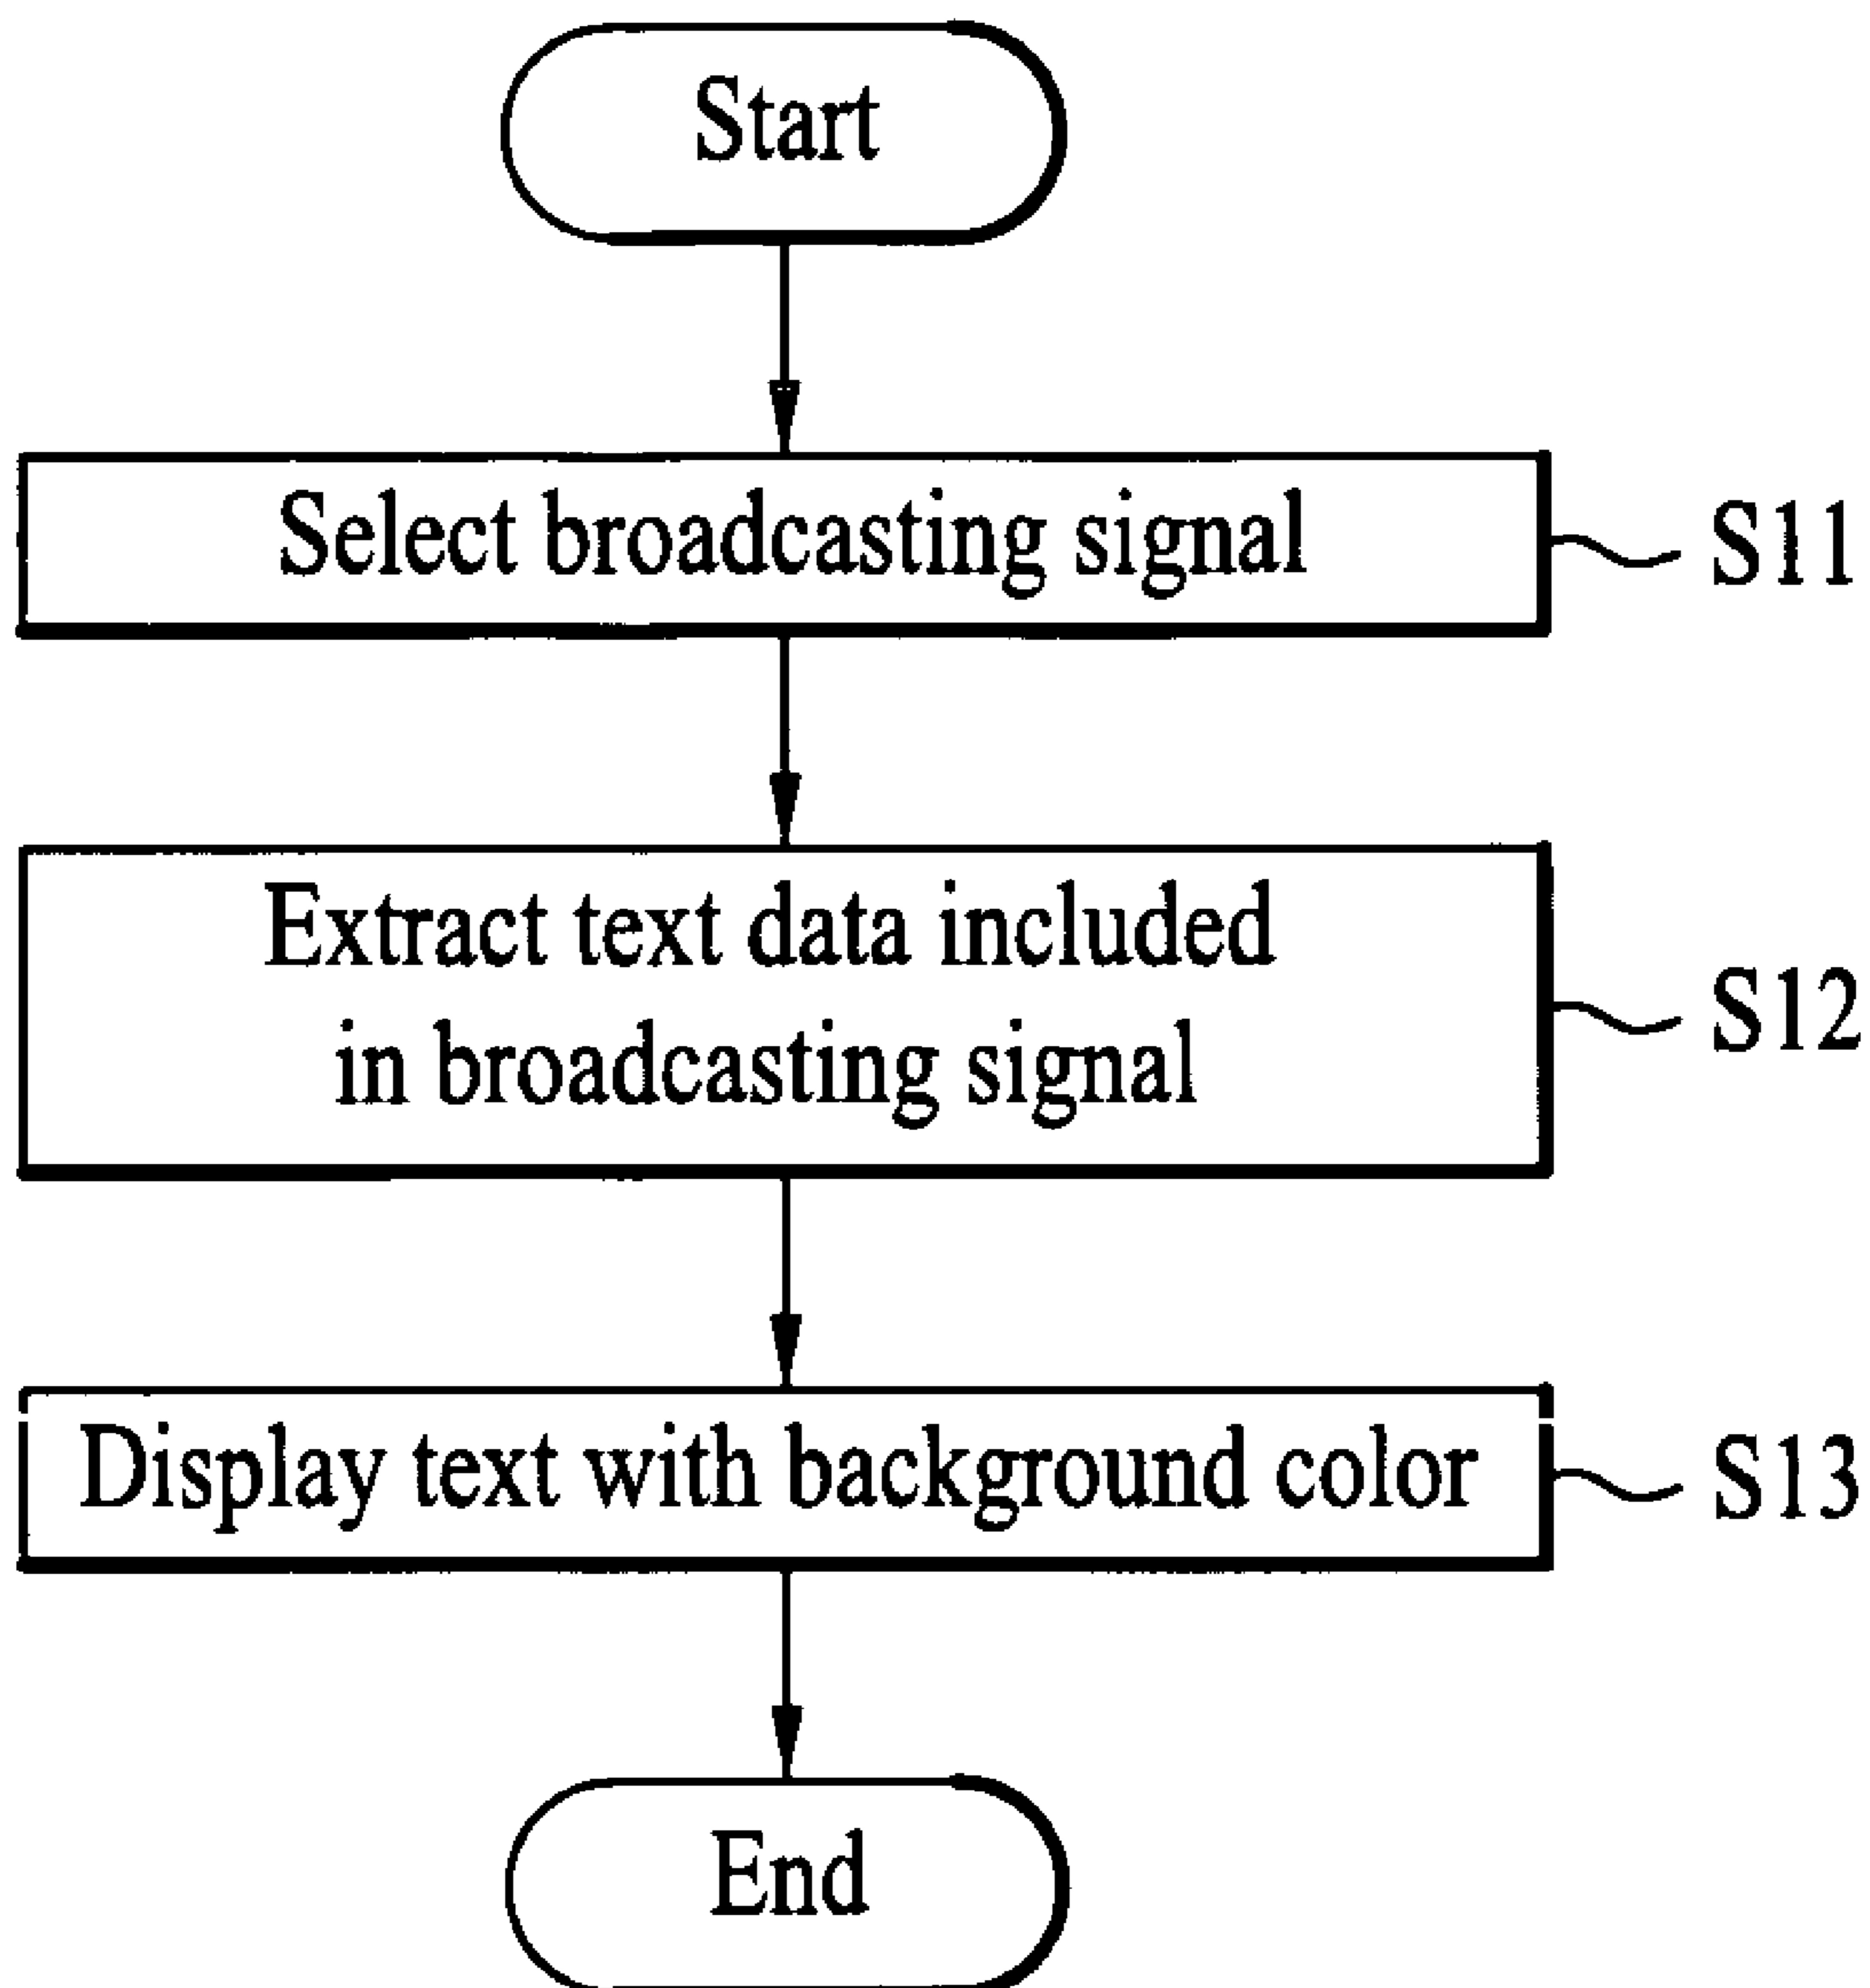 Start
Select broadcasting signal
S11
Extract text data included
in broadcasting signal
S12
Display text with background color
S13
End